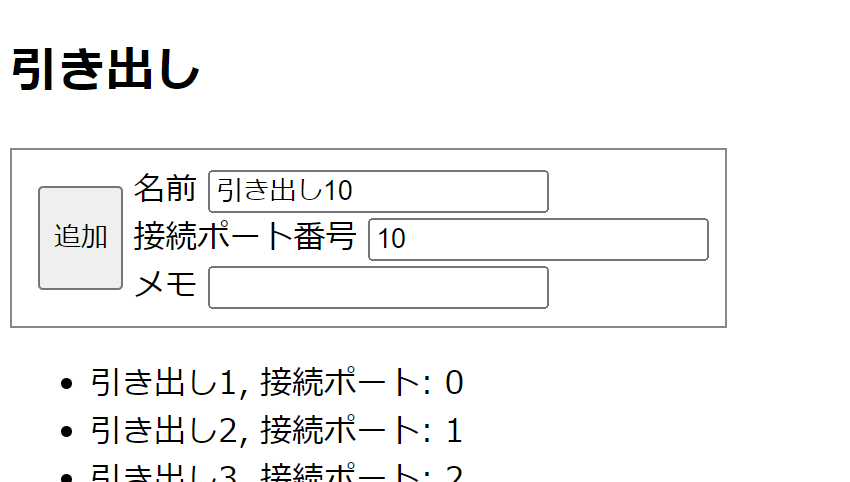 引き出し
追加
名前 引き出し10
接続ポート番号 10
メモ
引き出し1, 接続ポート: 0
引き出し2, 接続ポート: 1
引き出し3, 接続ポート: 2